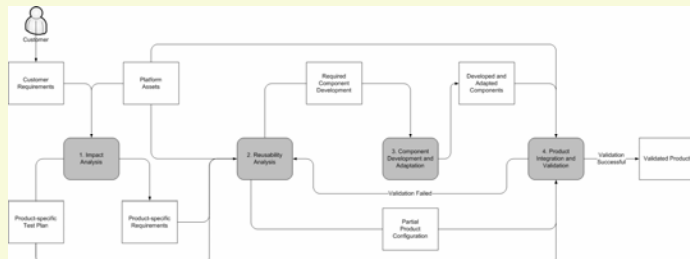 Customer
Customer
Requirements
Platform
Assets
Required
Component
Development
Developed and
Adapted
Components
1. Impact
Analysis
2. Reusability
Analysis
3. Component
Development and
Adaptation
4. Product
Integration and
Validation
Validation
Successful
Validated Product
Validation Failed
Product-specific
Test Plan
Product-specific
Requirements
Partial
Product
Configuration